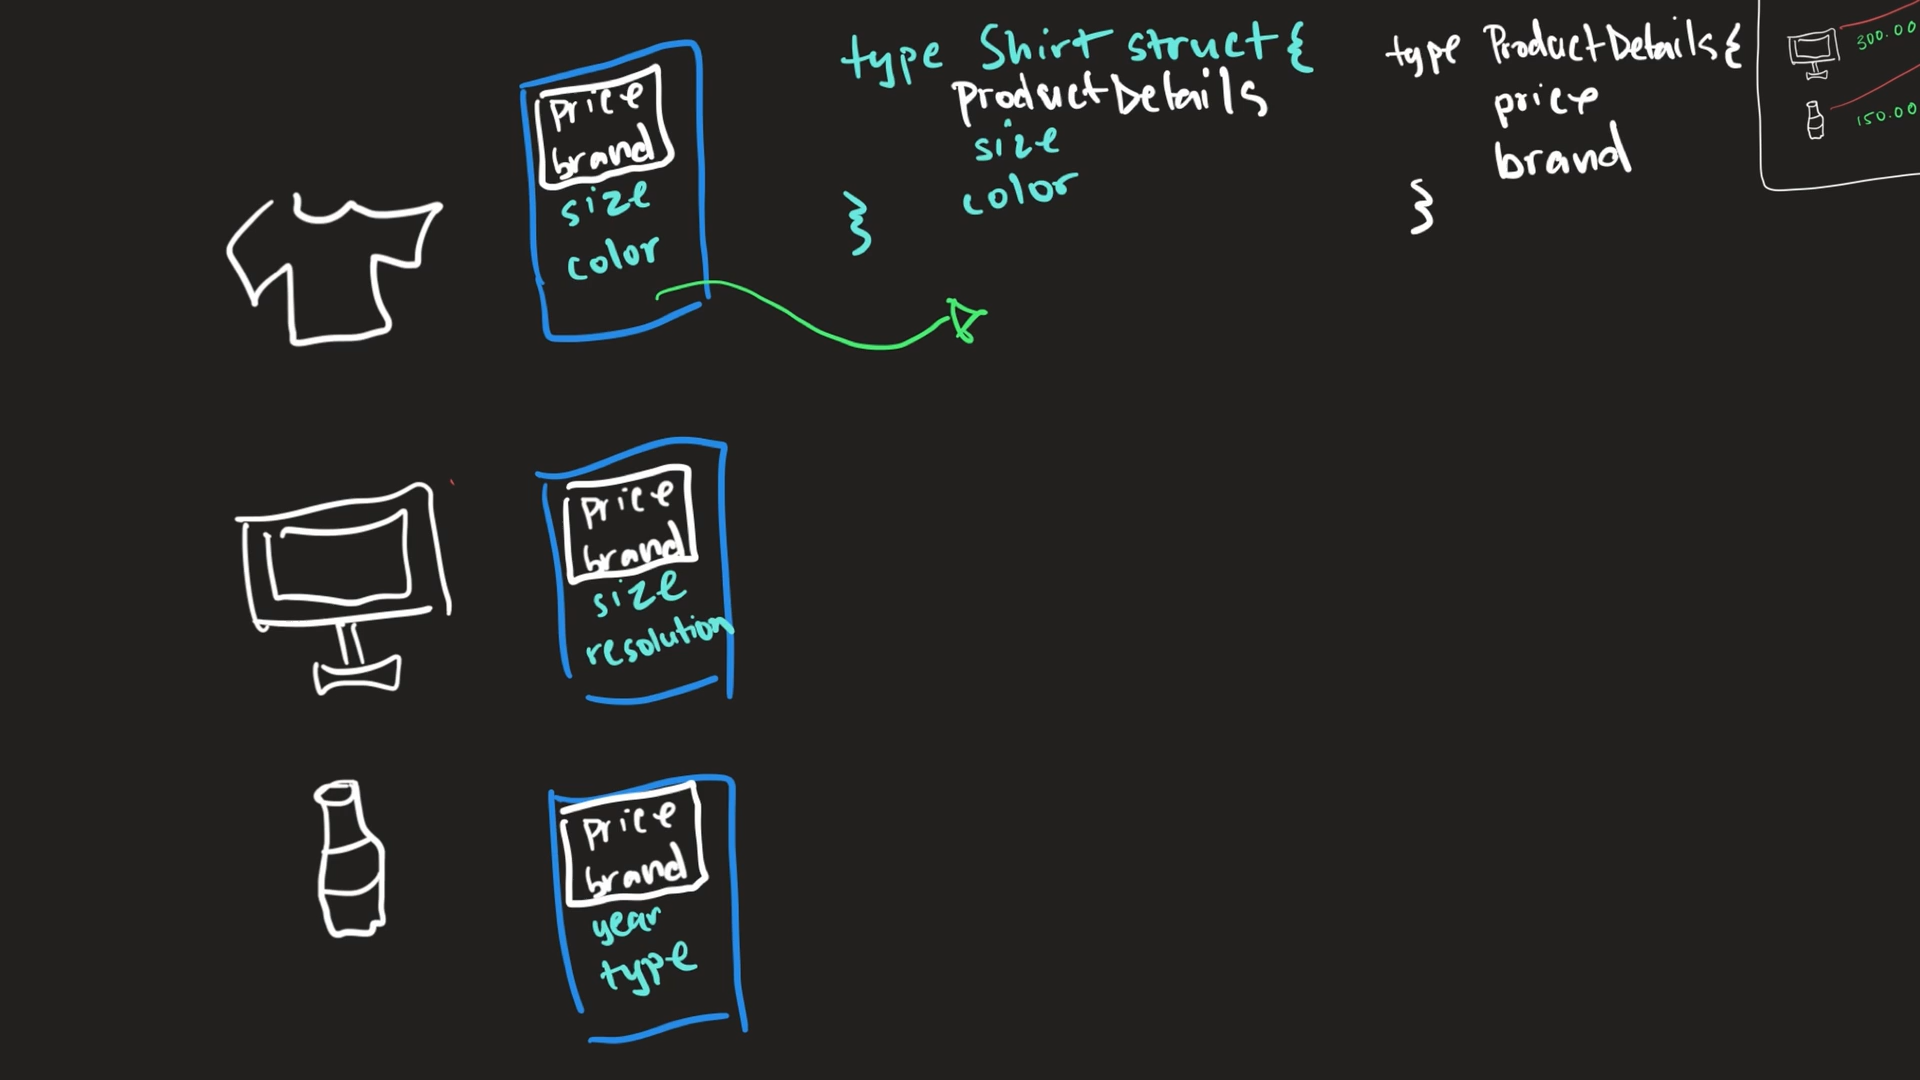 price
brand
size
color
type Shirt struct{
productDetails
size
color
}
type ProductDetails{
price
brand
}
300.00
150.00
price
brand
size
resolution
price
brand
year
type